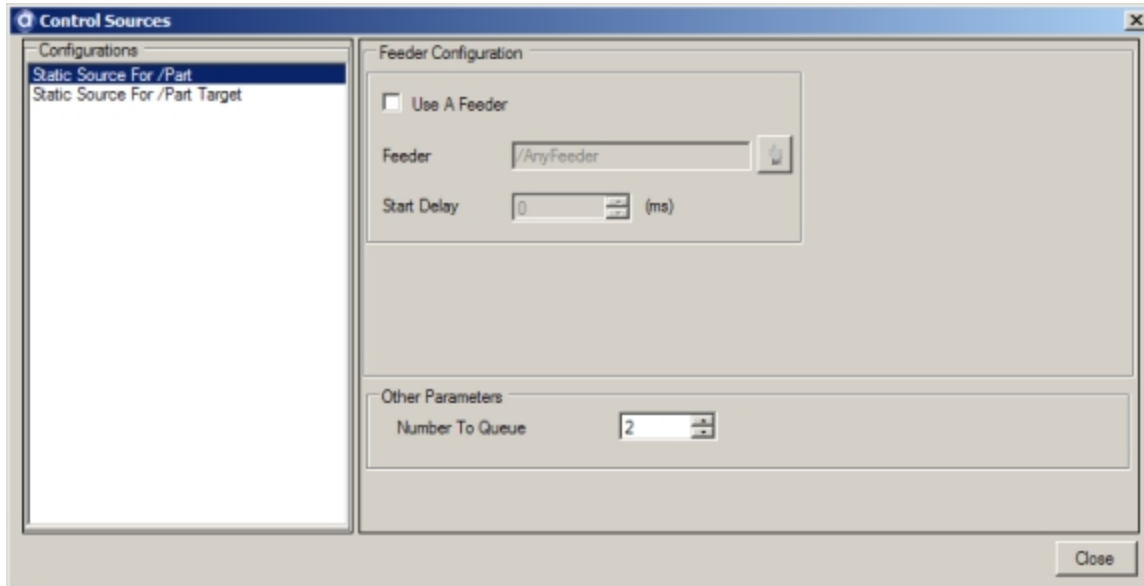 Control Sources
Configurations
Static Source For /Part
Static Source For /Part Target
Feeder Configuration
Use A Feeder
Feeder /AnyFeeder
Start Delay 0 (ms)
Other Parameters
Number To Queue 2
Close